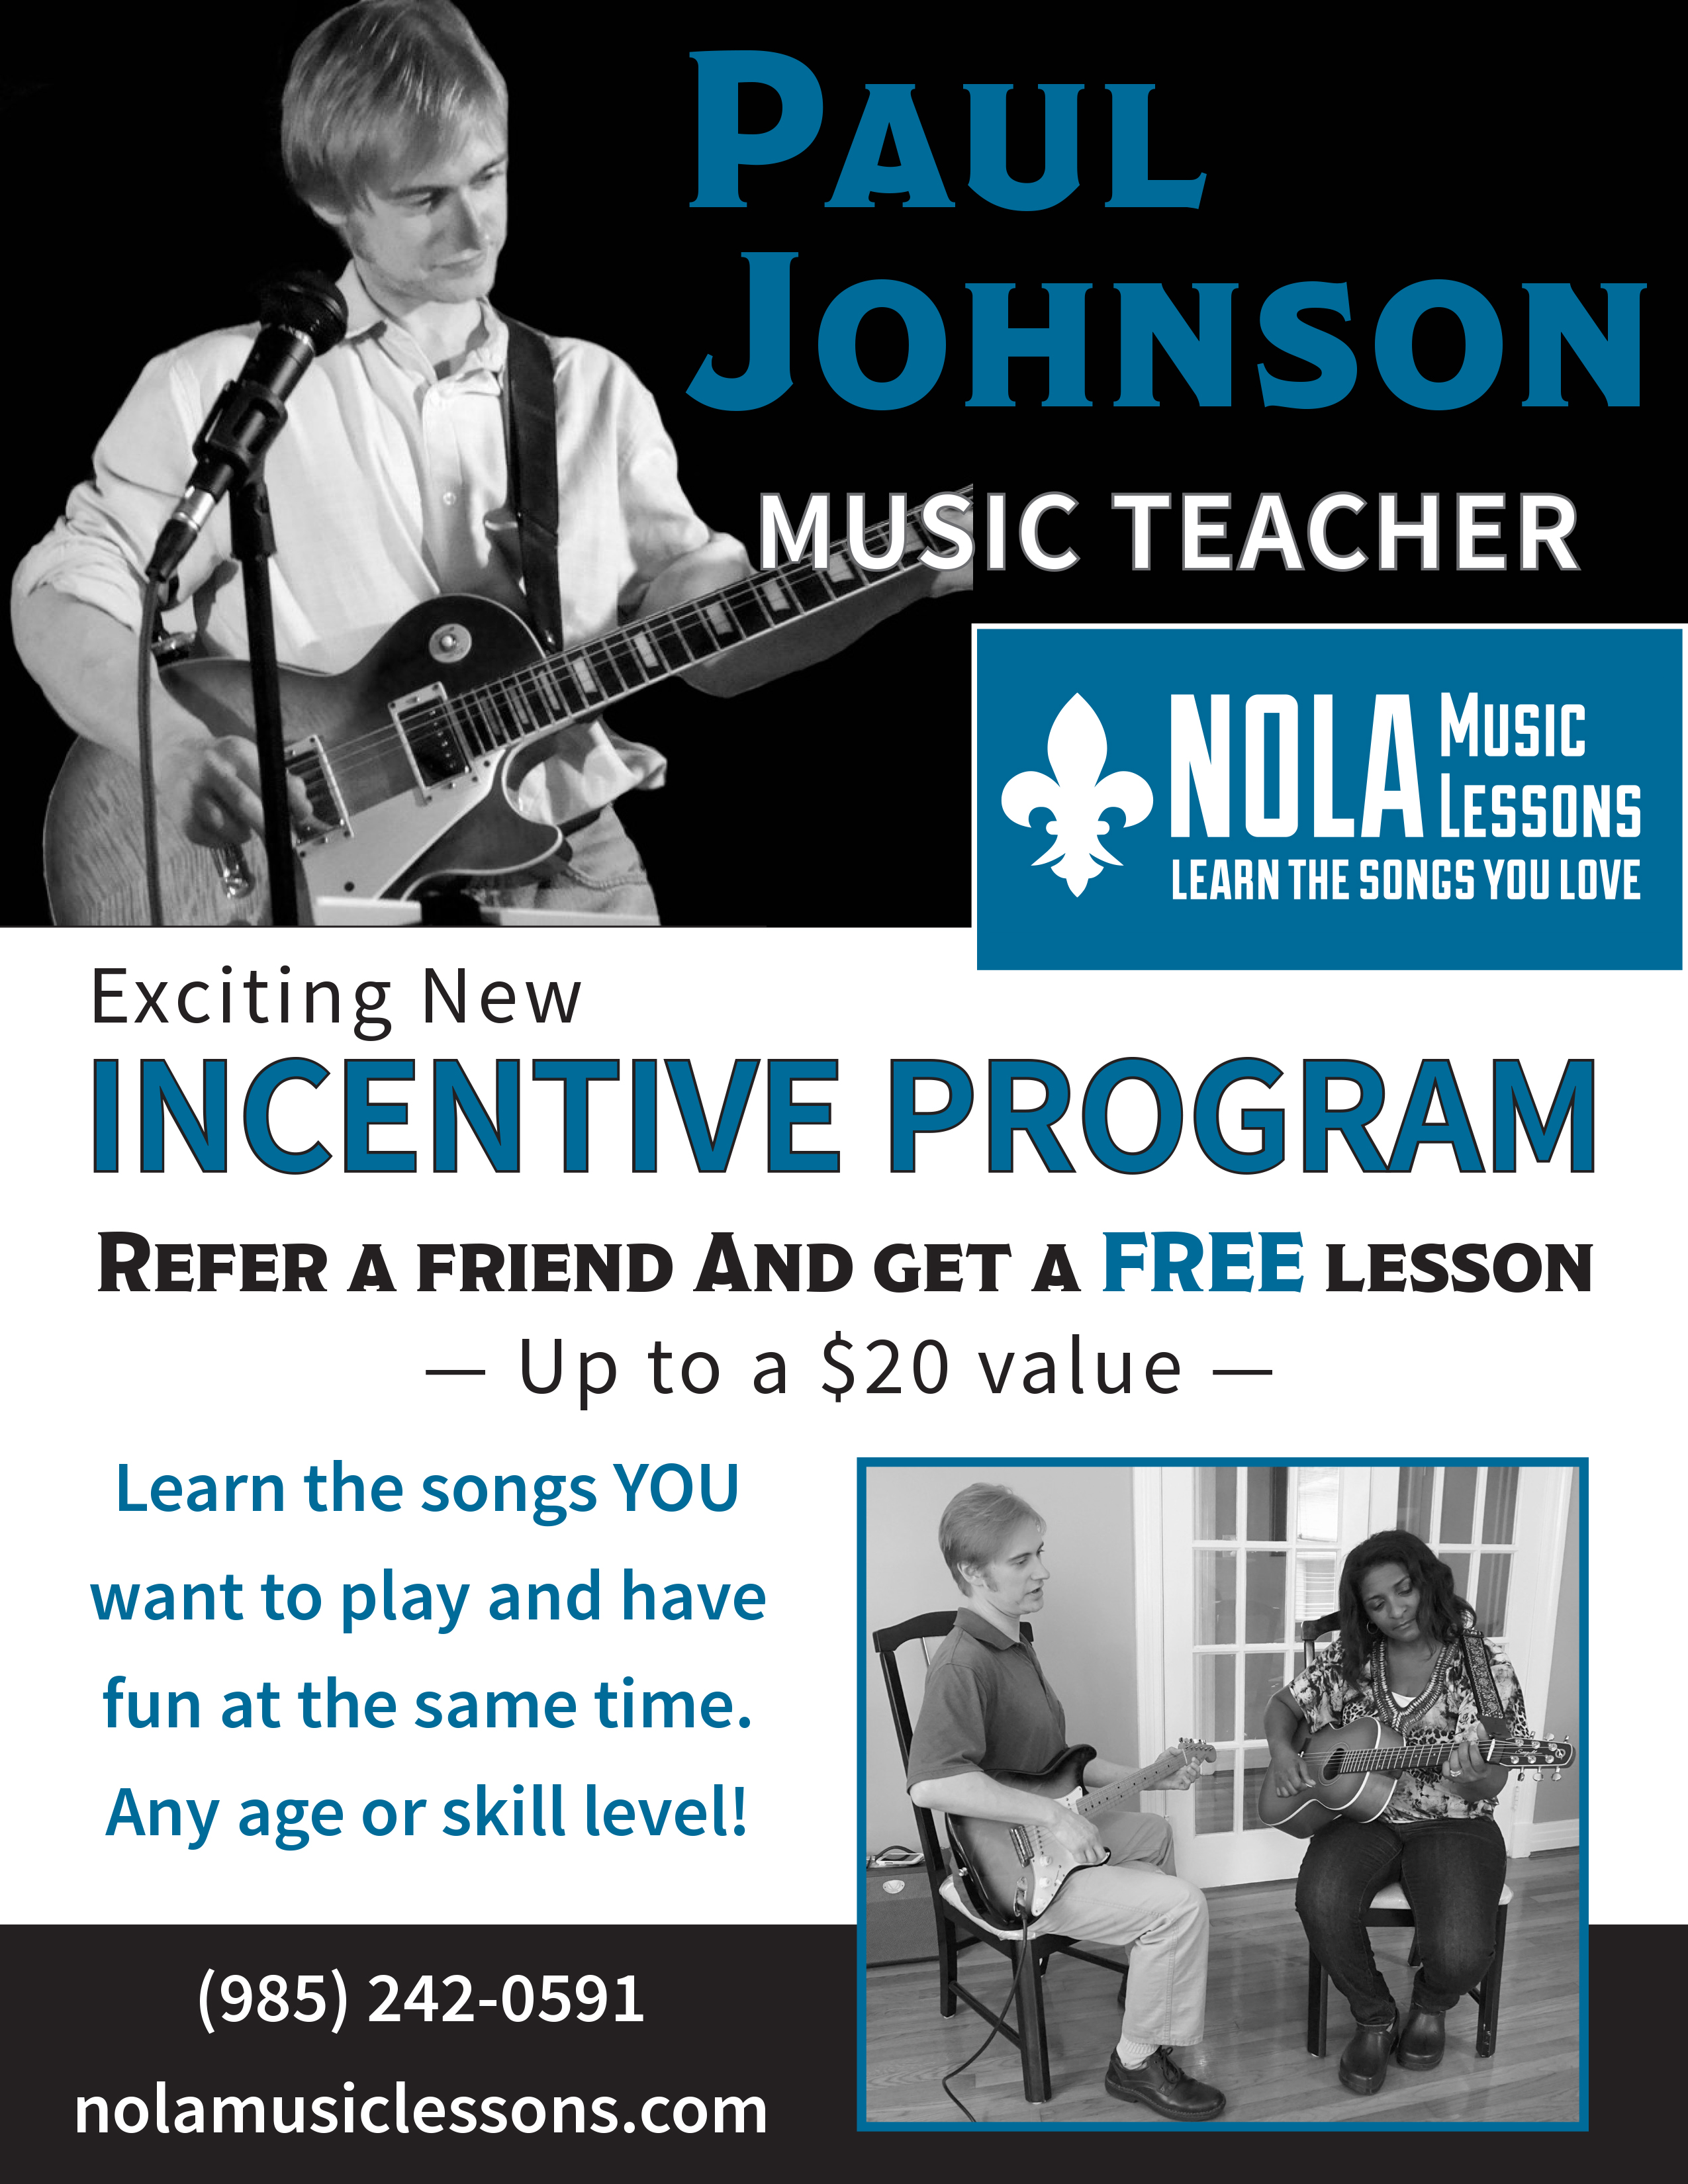 Paul
Johnson
MUSIC TEACHER
NOLA Music Lessons
LEARN THE SONGS YOU LOVE
Exciting New
INCENTIVE PROGRAM
Refer a friend And get a FREE lesson
— Up to a $20 value —
Learn the songs YOU
want to play and have
fun at the same time.
Any age or skill level!
(985) 242-0591
nolamusiclessons.com